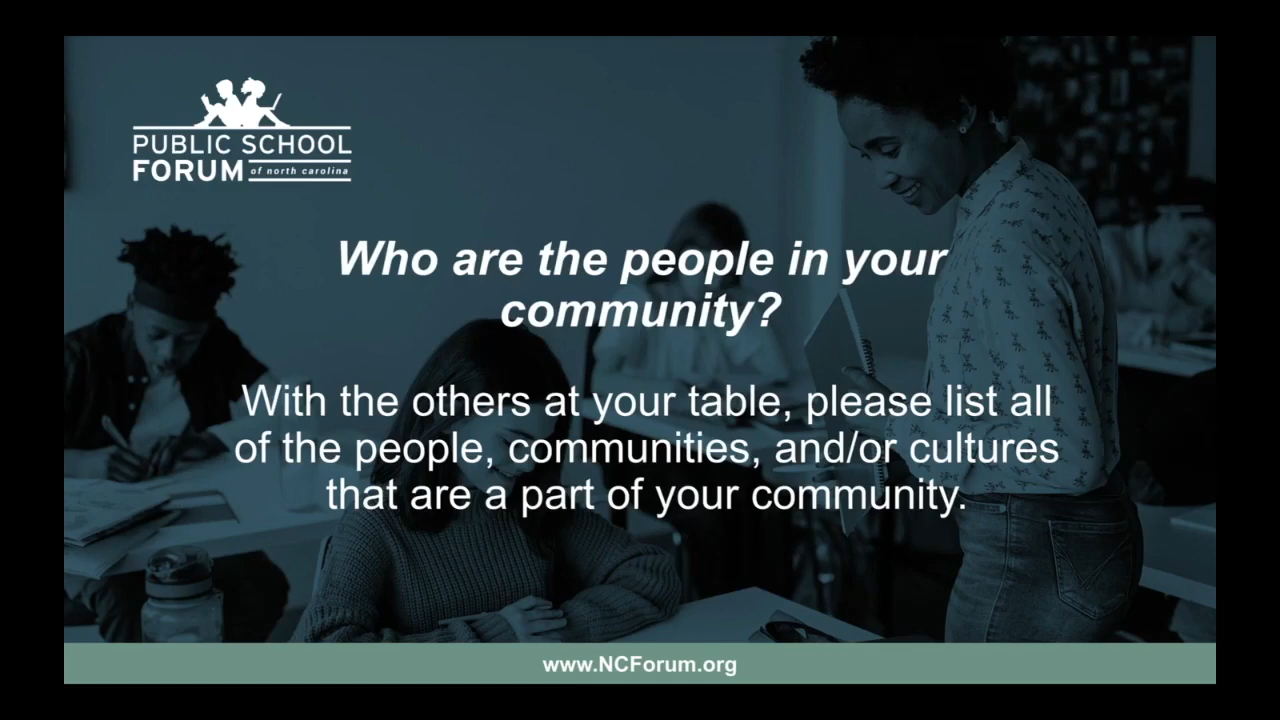 PUBLIC SCHOOL
FORUM of north carolina
Who are the people in your
community?
With the others at your table, please list all
of the people, communities, and/or cultures
that are a part of your community.
www.NCForum.org